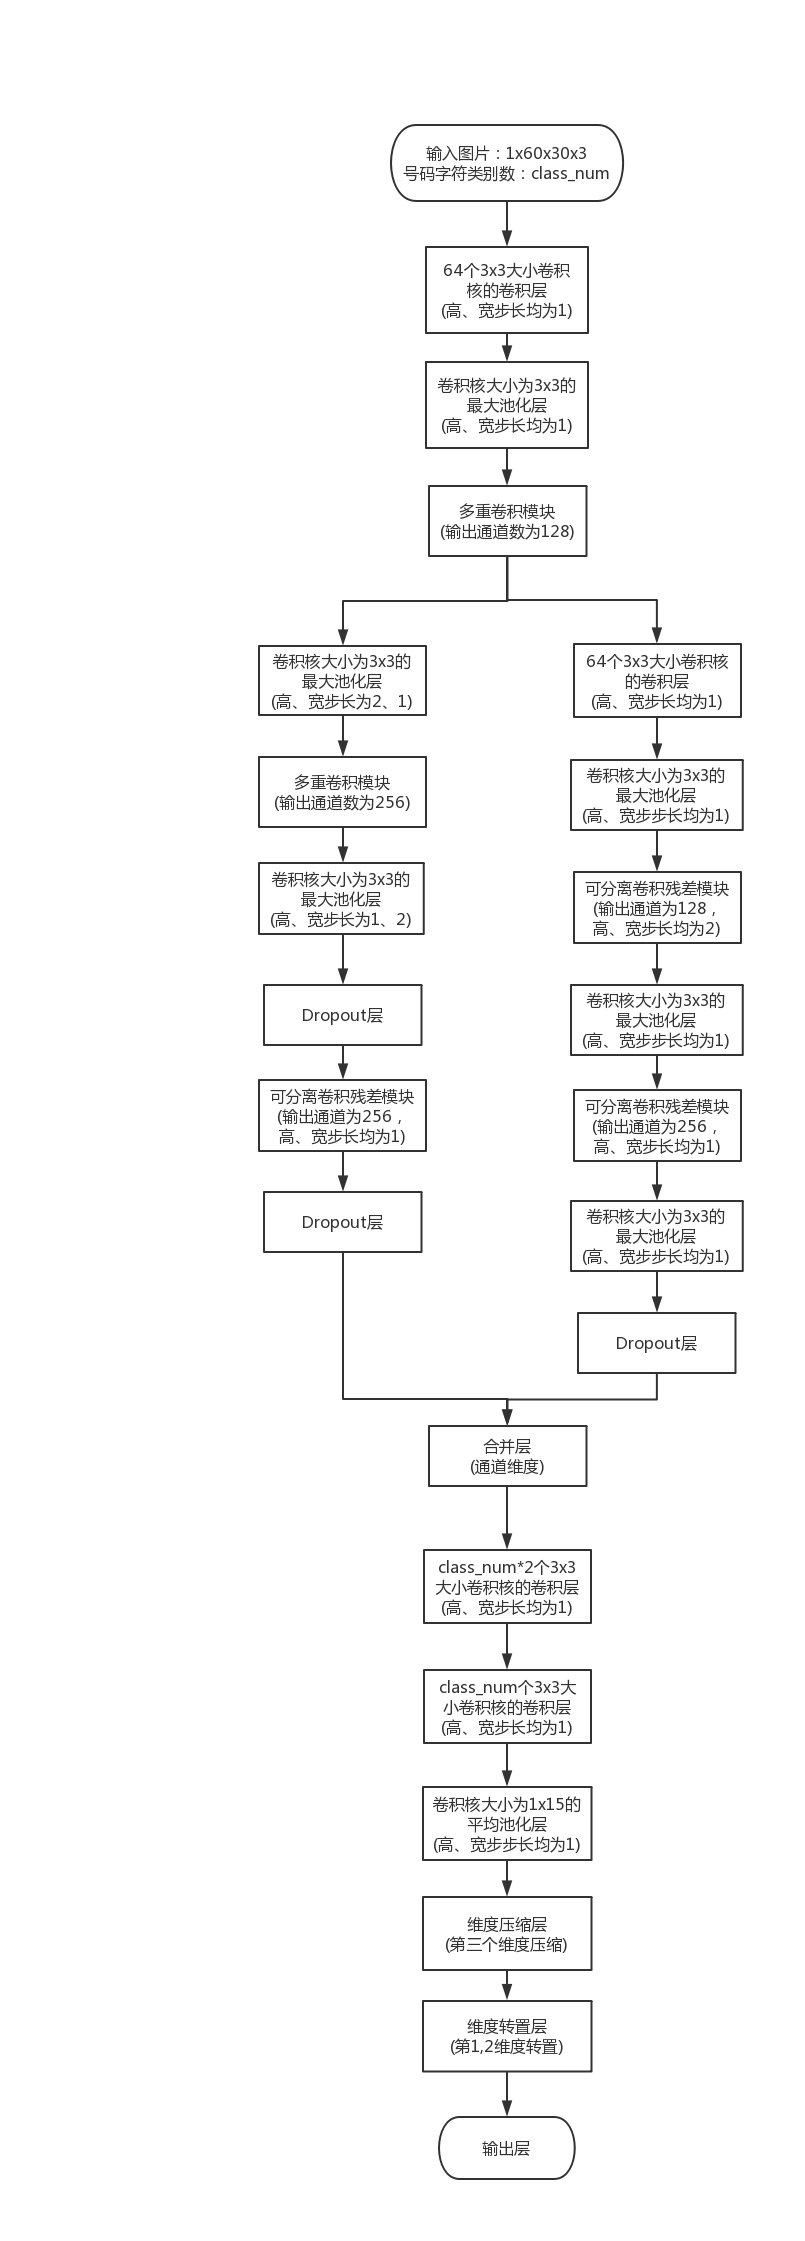 输入图片：1x60x30x3
号码字符类别数：class_num
64个3x3大小卷积
核的卷积层
(高、宽步长均为1)
卷积核大小为3x3的
最大池化层
(高、宽步长均为1)
多重卷积模块
(输出通道数为128)
卷积核大小为3x3的
最大池化层
(高、宽步长为2、1)
多重卷积模块
(输出通道数为256)
卷积核大小为3x3的
最大池化层
(高、宽步长为1、2)
Dropout层
可分离卷积残差模块
(输出通道为256，
高、宽步长均为1)
Dropout层
64个3x3大小卷积核
的卷积层
(高、宽步长均为1)
卷积核大小为3x3的
最大池化层
(高、宽步步长均为1)
可分离卷积残差模块
(输出通道为128，
高、宽步长均为2)
卷积核大小为3x3的
最大池化层
(高、宽步步长均为1)
可分离卷积残差模块
(输出通道为256，
高、宽步长均为1)
卷积核大小为3x3的
最大池化层
(高、宽步步长均为1)
Dropout层
合并层
(通道维度)
class_num*2个3x3
大小卷积核的卷积层
(高、宽步长均为1)
class_num个3x3大
小卷积核的卷积层
(高、宽步长均为1)
卷积核大小为1x15的
平均池化层
(高、宽步步长均为1)
维度压缩层
(第三个维度压缩)
维度转置层
(第1,2维度转置)
输出层